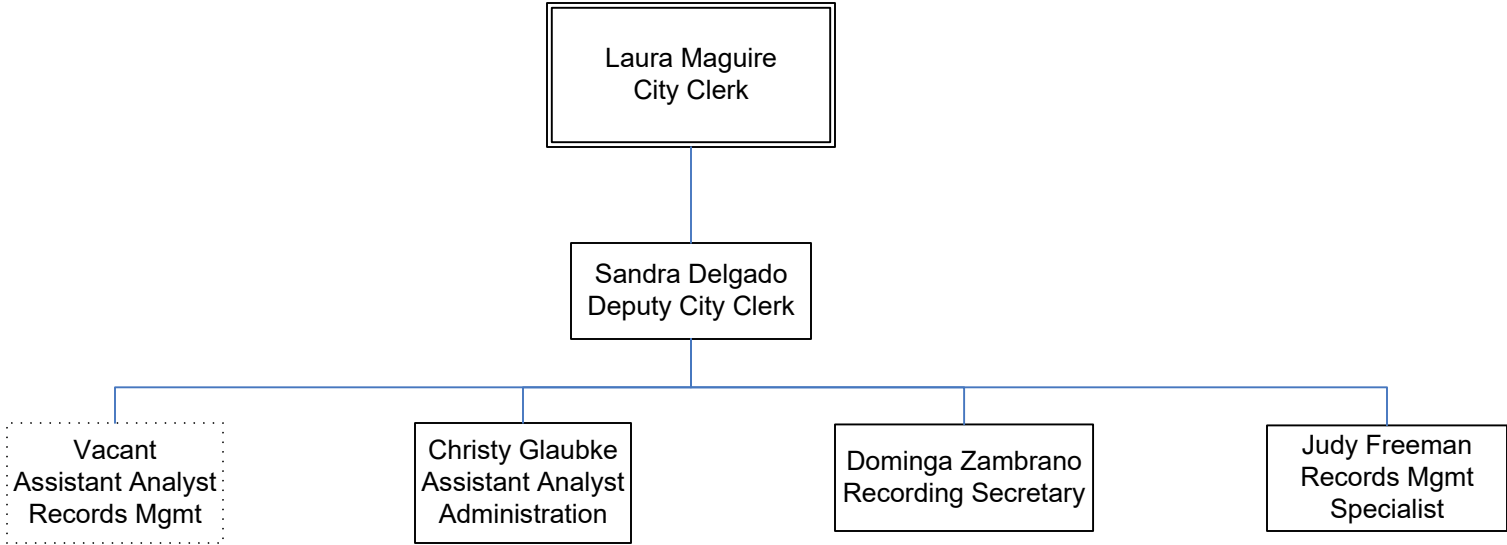 Laura Maguire
City Clerk
Sandra Delgado
Deputy City Clerk
Vacant
Assistant Analyst
Records Mgmt
Christy Glaubke
Assistant Analyst
Administration
Dominga Zambrano
Recording Secretary
Judy Freeman
Records Mgmt
Specialist